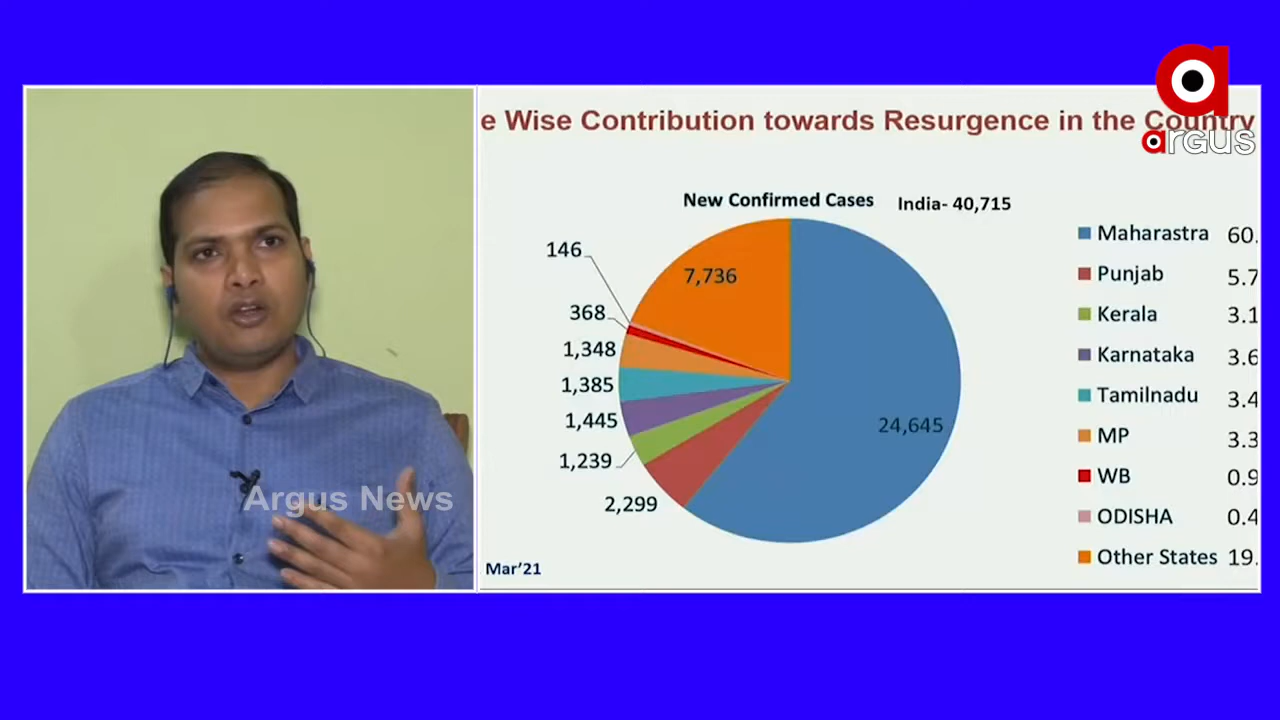 argus
e Wise Contribution towards Resurgence in the Country
New Confirmed Cases
India- 40,715
146
368
1,348
1,385
1,445
1,239
2,299
7,736
24,645
Maharastra 60.
Punjab 5.7
Kerala 3.1
Karnataka 3.6
Tamilnadu 3.4
MP 3.3
WB 0.9
ODISHA 0.4
Other States 19.
Mar'21
Argus News